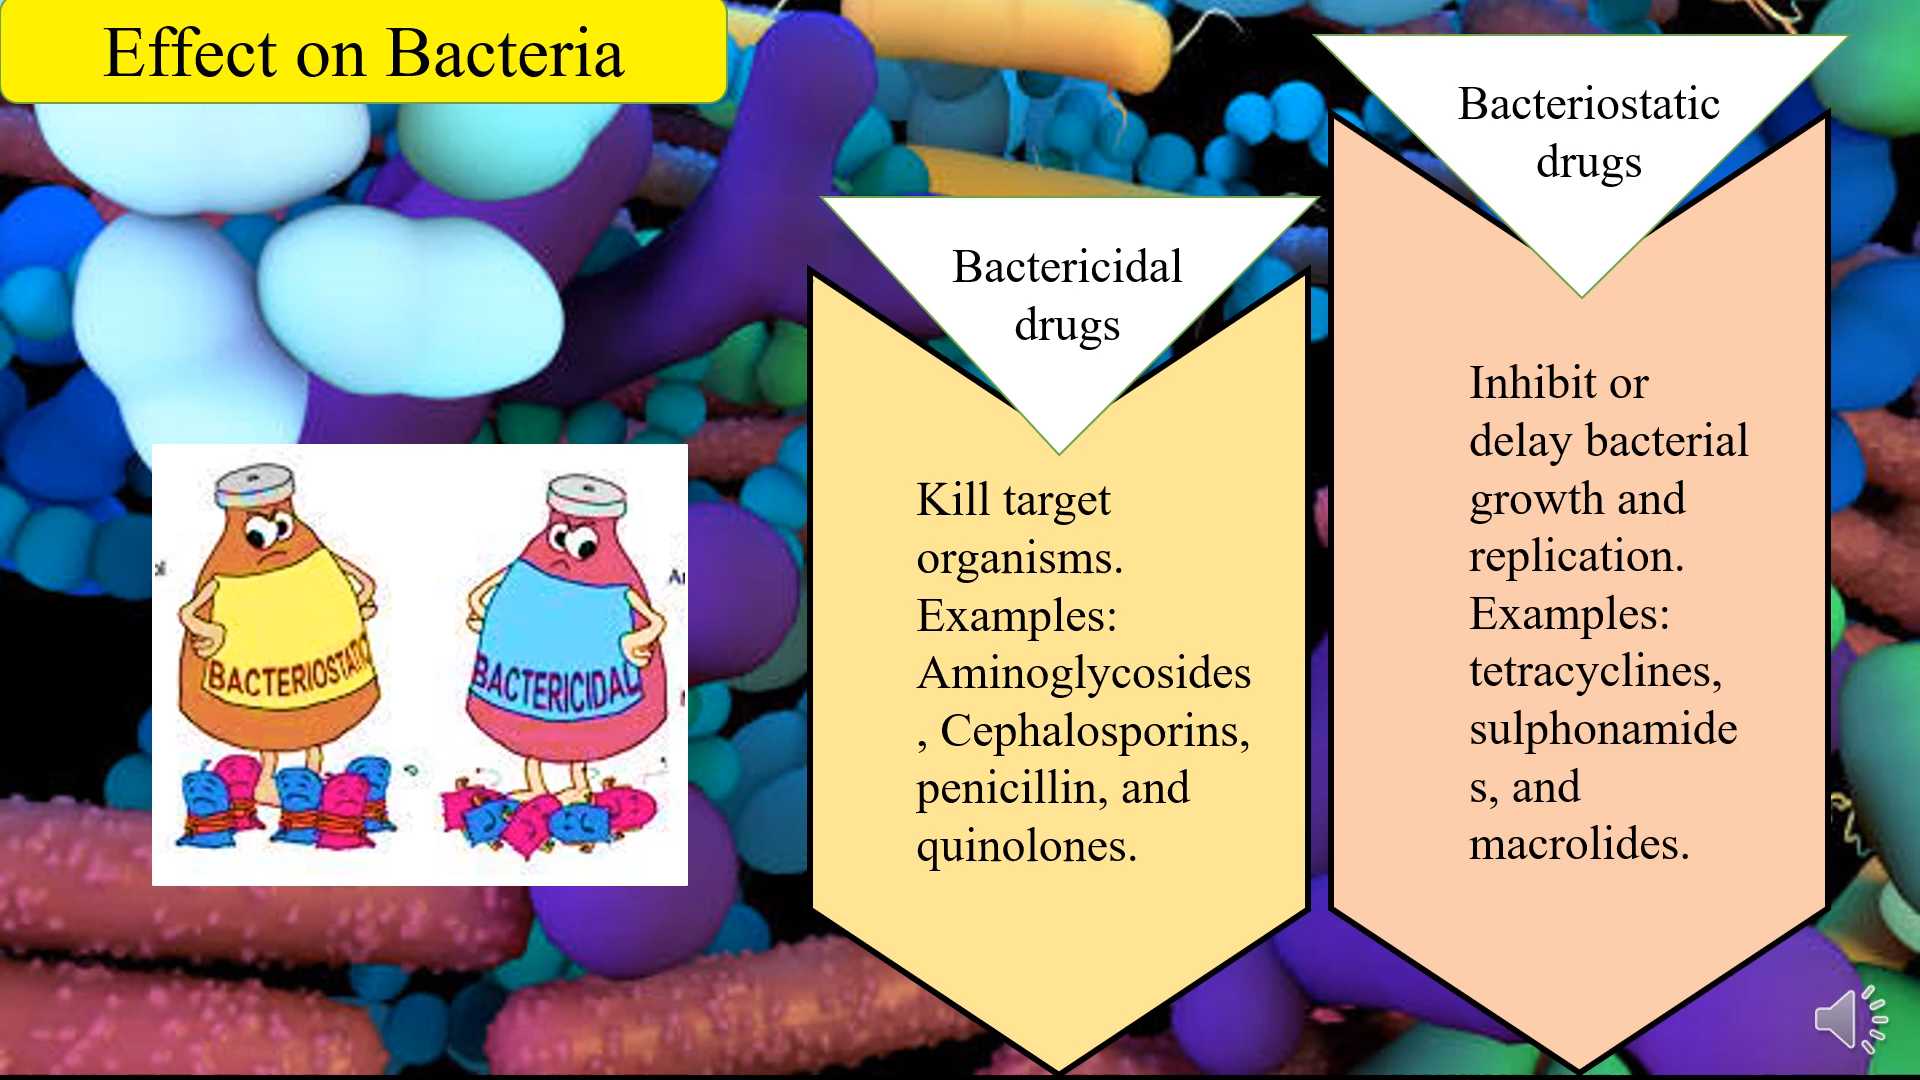 Effect on Bacteria
Bactericidal
drugs
Kill target
organisms.
Examples:
Aminoglycosides
, Cephalosporins,
penicillin, and
quinolones.
Bacteriostatic
drugs
Inhibit or
delay bacterial
growth and
replication.
Examples:
tetracyclines,
sulphonamide
s, and
macrolides.
BACTERIOSTATIC
BACTERICIDAL